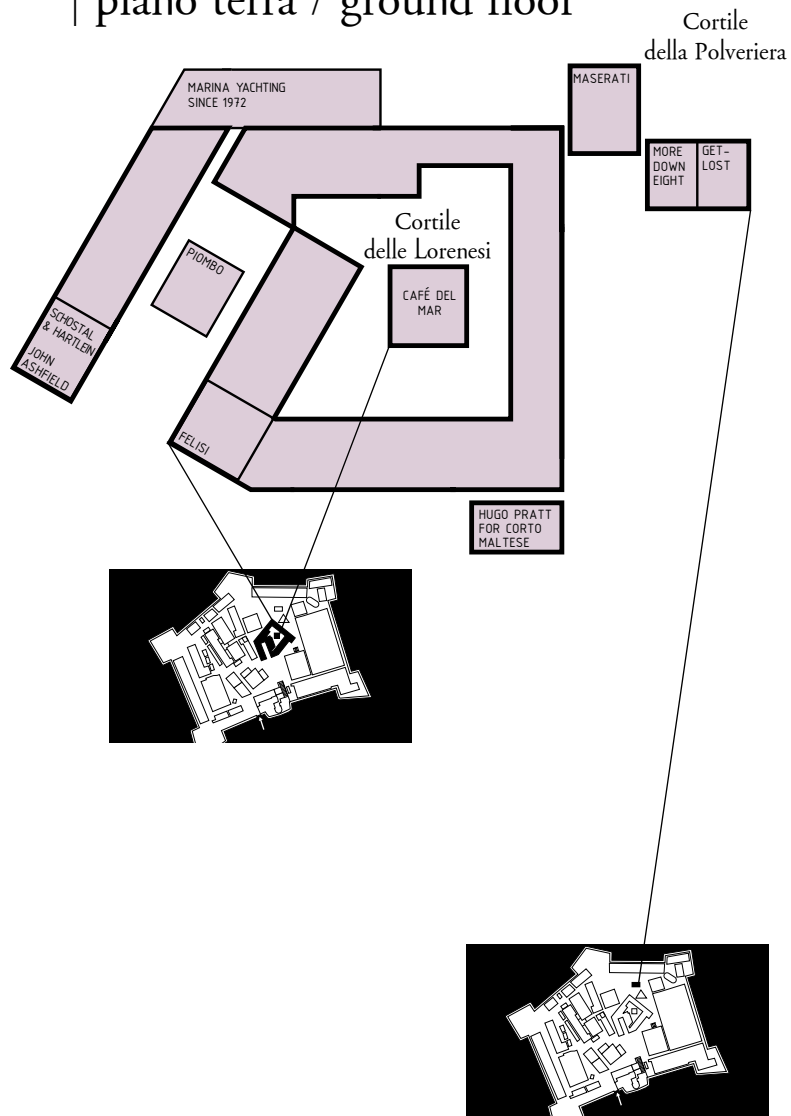 | piano terra / ground floor
Cortile
della Polveriera
MARINA YACHTING
SINCE 1972
MASERATI
MORE
DOWN
EIGHT
GET-
LOST
Cortile
delle Lorenesi
PIOMBO
CAFÉ DEL
MAR
SCHOSTAL
& HARTLEIN
JOHN
ASHFIELD
FELISI
HUGO PRATT
FOR CORTO
MALTESE